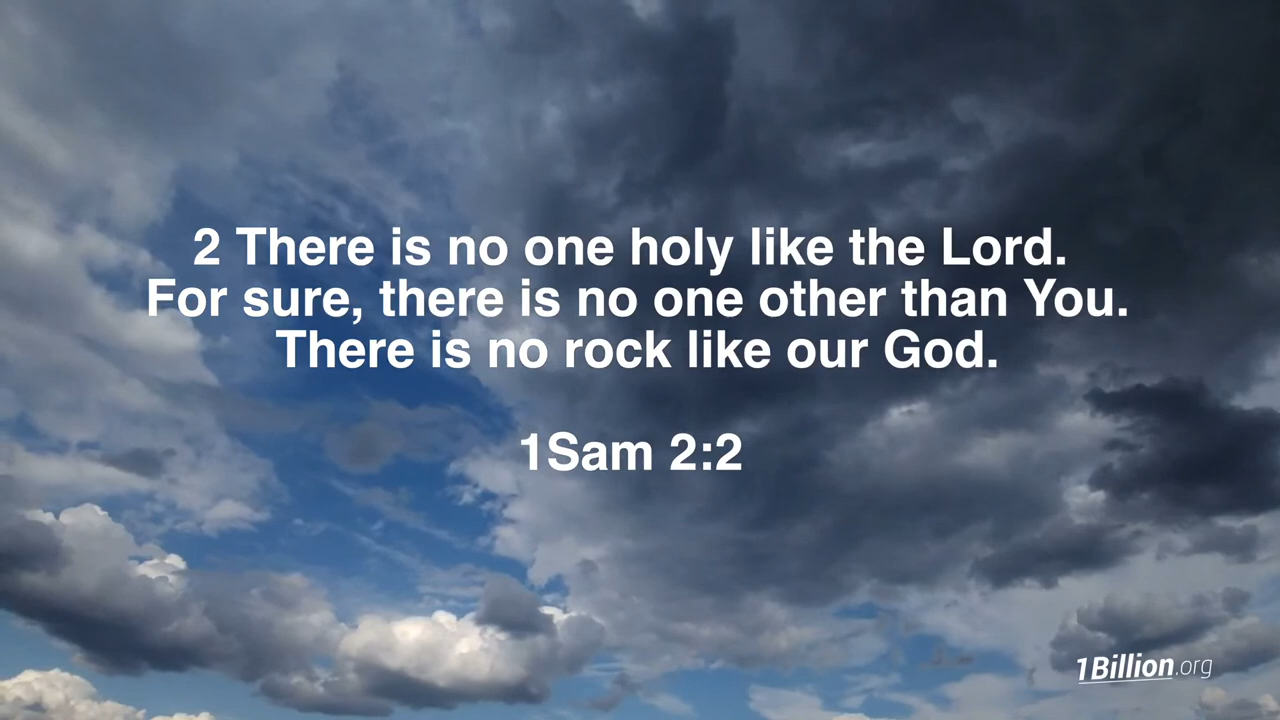 2 There is no one holy like the Lord.
For sure, there is no one other than You.
There is no rock like our God.
1Sam 2:2
1Billion.org